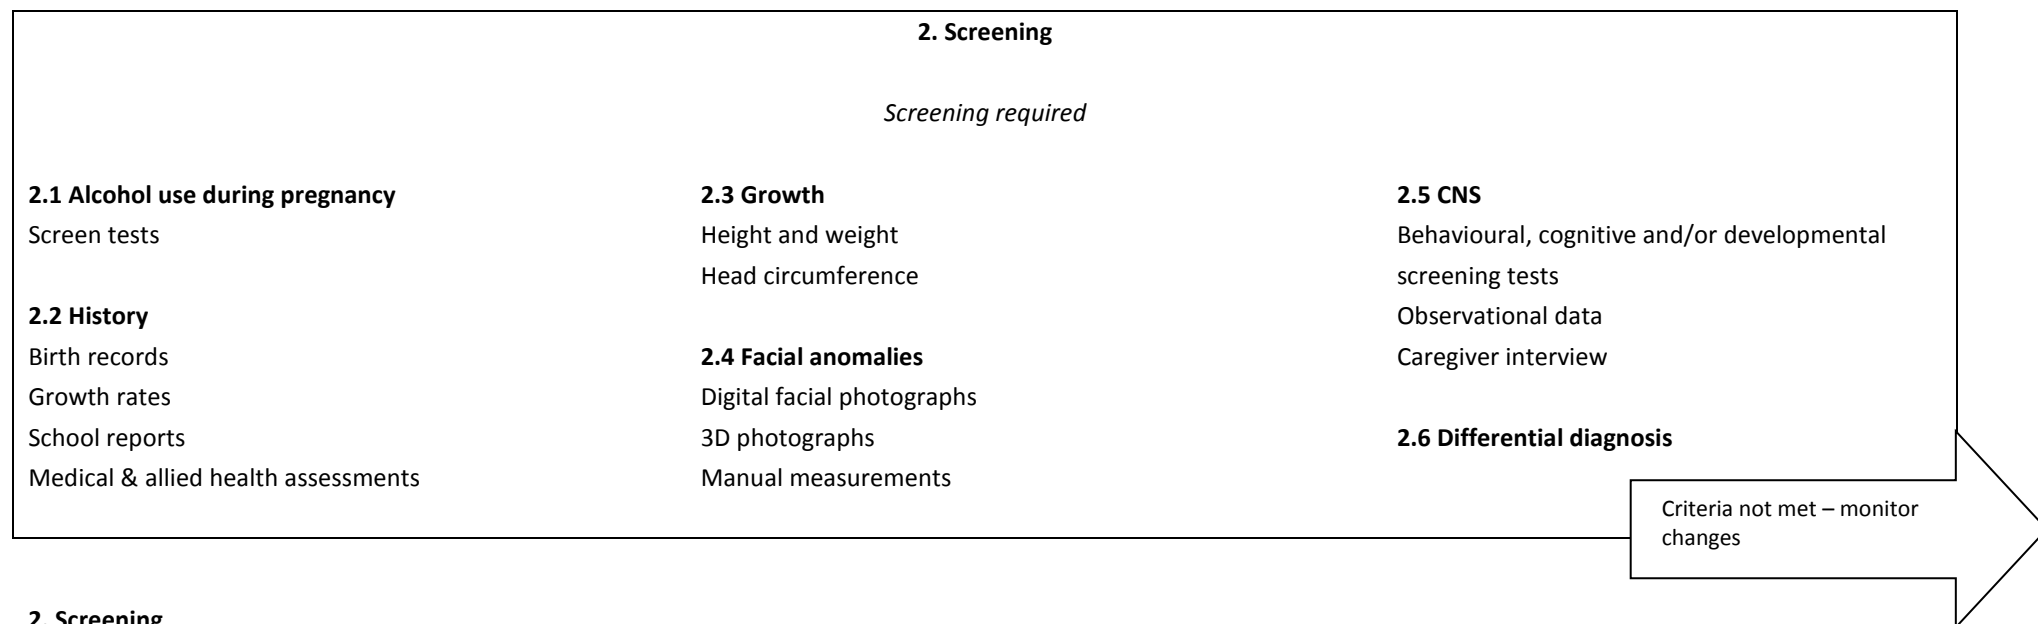 2. Screening
Screening required
2.1 Alcohol use during pregnancy
Screen tests
2.2 History
Birth records
Growth rates
School reports
Medical & allied health assessments
2.3 Growth
Height and weight
Head circumference
2.4 Facial anomalies
Digital facial photographs
3D photographs
Manual measurements
2.5 CNS
Behavioural, cognitive and/or developmental
screening tests
Observational data
Caregiver interview
2.6 Differential diagnosis
Criteria not met – monitor
changes
2. Screening